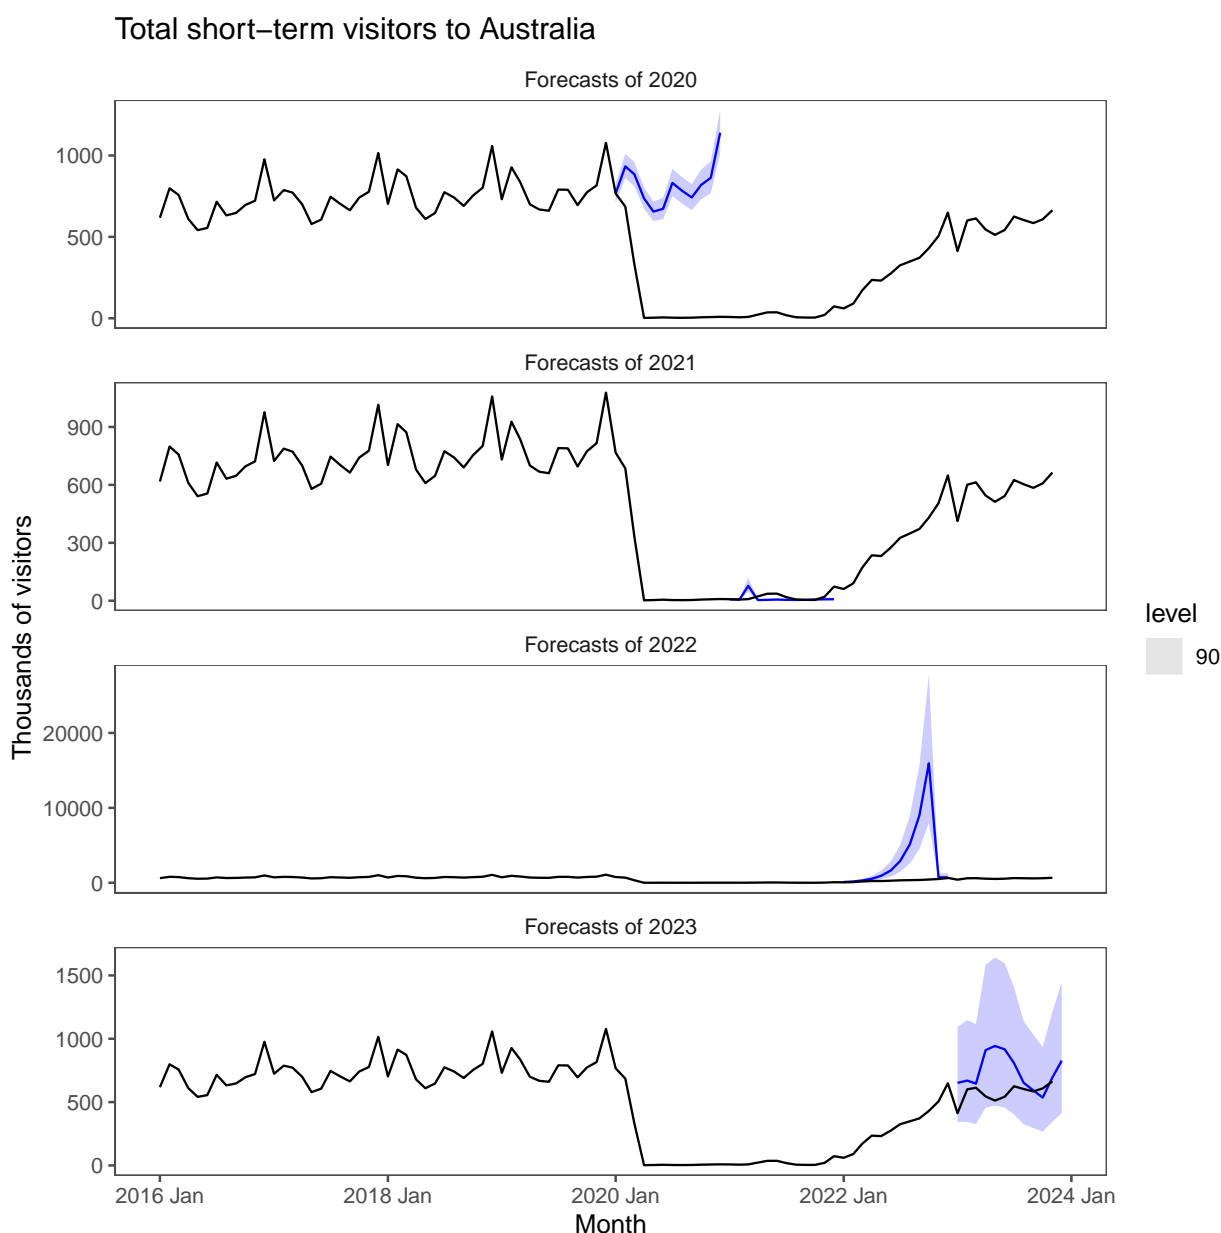 Total short−term visitors to Australia
Forecasts of 2020
1000
500
0
Forecasts of 2021
900
600
300
0
Forecasts of 2022
20000
10000
0
Forecasts of 2023
1500
1000
500
0
2016 Jan
2018 Jan
2020 Jan
2022 Jan
2024 Jan
Month
Thousands of visitors
level
90